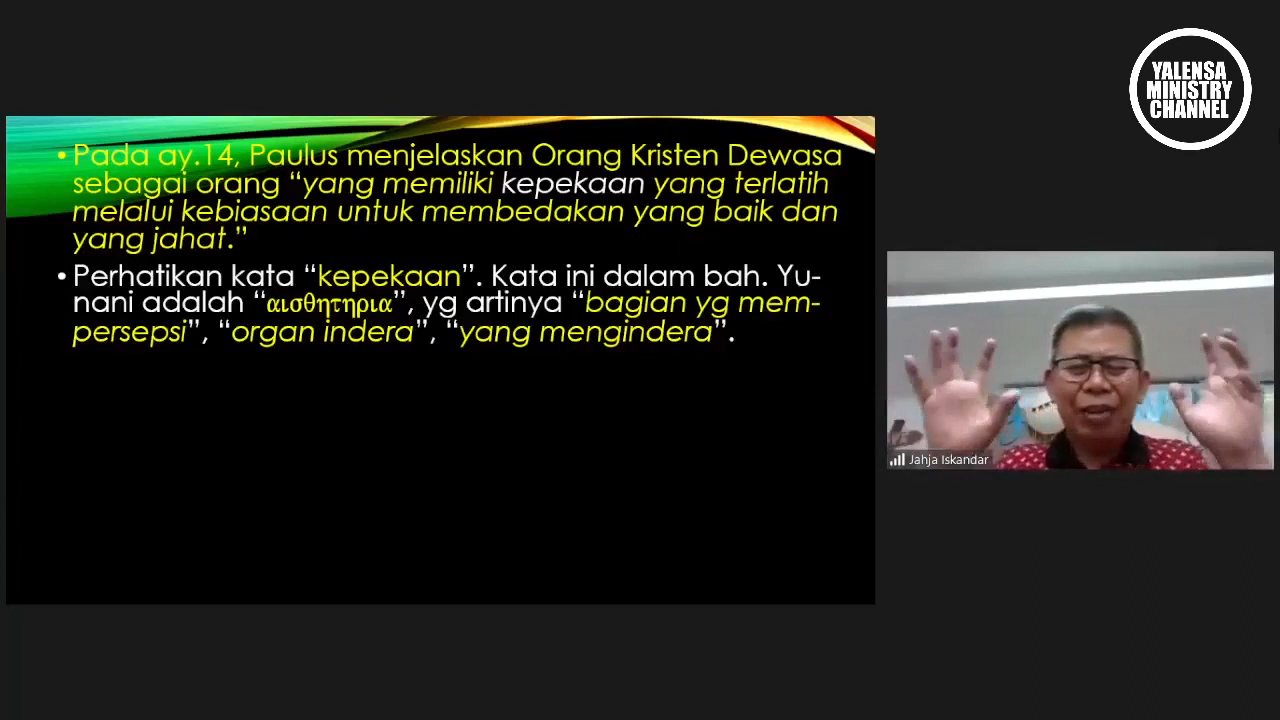 YALENSA
MINISTRY
CHANNEL
• Pada ay.14, Paulus menjelaskan Orang Kristen Dewasa
sebagai orang “yang memiliki kepekaan yang terlatih
melalui kebiasaan untuk membedakan yang baik dan
yang jahat.”
• Perhatikan kata “kepekaan”. Kata ini dalam bah. Yu-
nani adalah “αισθητηρια”, yg artinya “bagian yg mem-
persepsi”, “organ indera”, “yang mengindera”.
Jahja Iskandar